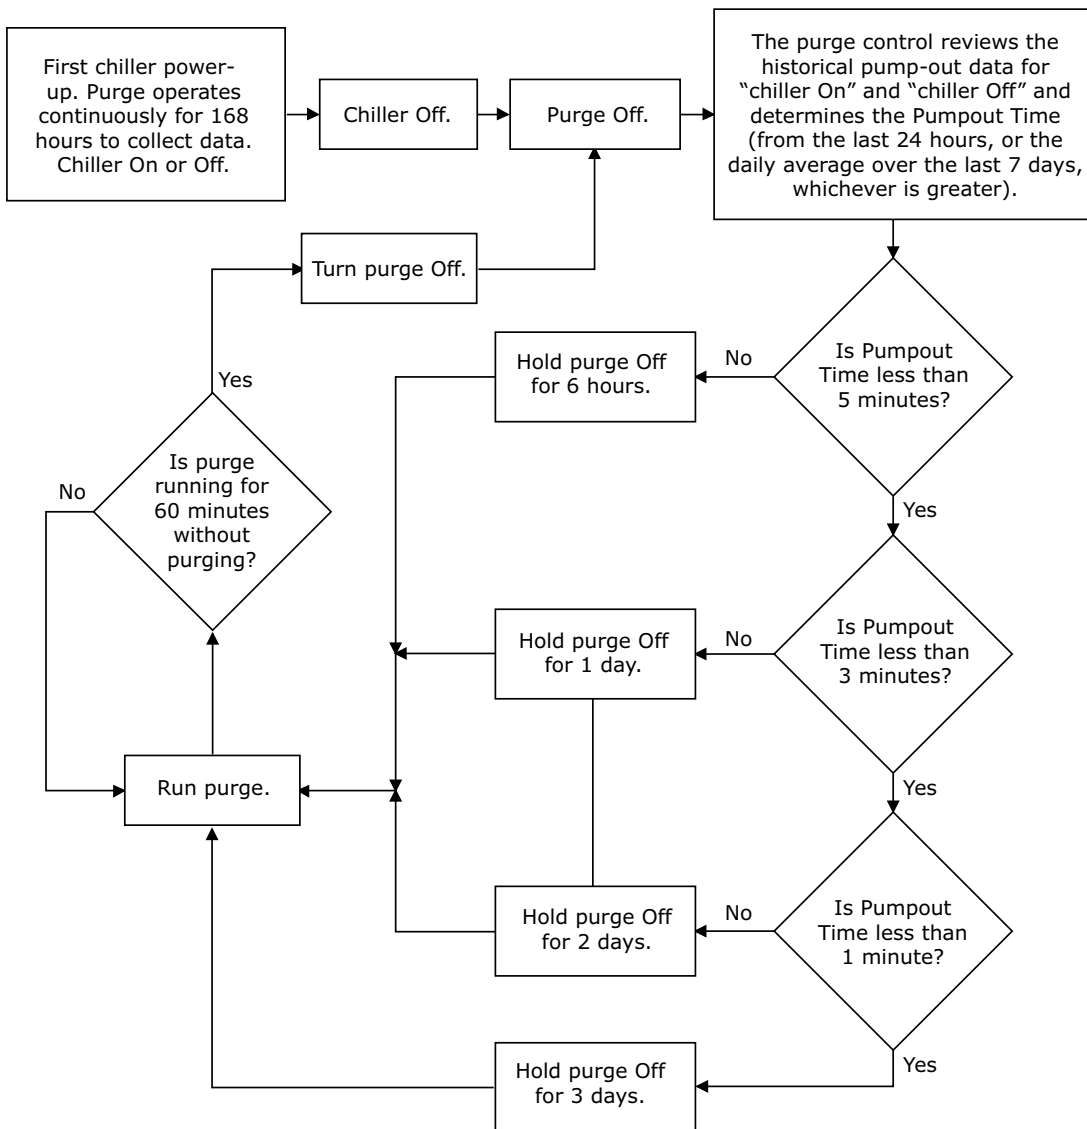 First chiller power-
up. Purge operates
continuously for 168
hours to collect data.
Chiller On or Off.
Chiller Off.
Purge Off.
The purge control reviews the
historical pump-out data for
“chiller On” and “chiller Off” and
determines the Pumpout Time
(from the last 24 hours, or the
daily average over the last 7 days,
whichever is greater).
Turn purge Off.
Yes
Is purge
running for
60 minutes
without
purging?
No
Run purge.
Hold purge Off
for 6 hours.
No
Is Pumpout
Time less than
5 minutes?
Yes
Hold purge Off
for 1 day.
No
Is Pumpout
Time less than
3 minutes?
Yes
Hold purge Off
for 2 days.
No
Is Pumpout
Time less than
1 minute?
Yes
Hold purge Off
for 3 days.